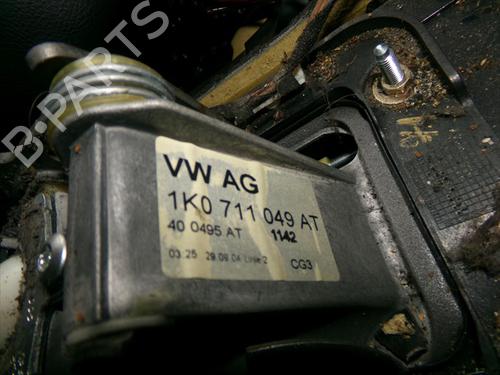 B-PARTS
VW AG
1K0 711 049 AT
40 0495 AT 1142
03:25 29.09.04 Linie-2 CG3